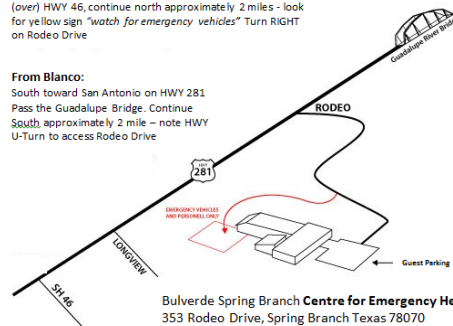 (over) HWY 46, continue north approximately 2 miles - look
for yellow sign "watch for emergency vehicles" Turn RIGHT
on Rodeo Drive
From Blanco:
South toward San Antonio on HWY 281
Pass the Guadalupe Bridge. Continue
South approximately 2 mile – note HWY
U-Turn to access Rodeo Drive
Guadalupe River Bridg
RODEO
HWY
281
EMERGENCY VEHICLES
AND PERSONELL ONLY
LONGVIEW
SH 46
Guest Parking
Bulverde Spring Branch Centre for Emergency He
353 Rodeo Drive, Spring Branch Texas 78070